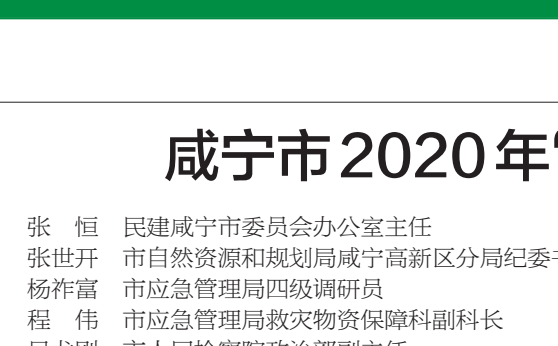 咸宁市2020年“
张　恒　民建咸宁市委员会办公室主任
张世开　市自然资源和规划局咸宁高新区分局纪委
杨祚富　市应急管理局四级调研员
程　伟　市应急管理局救灾物资保障科副科长